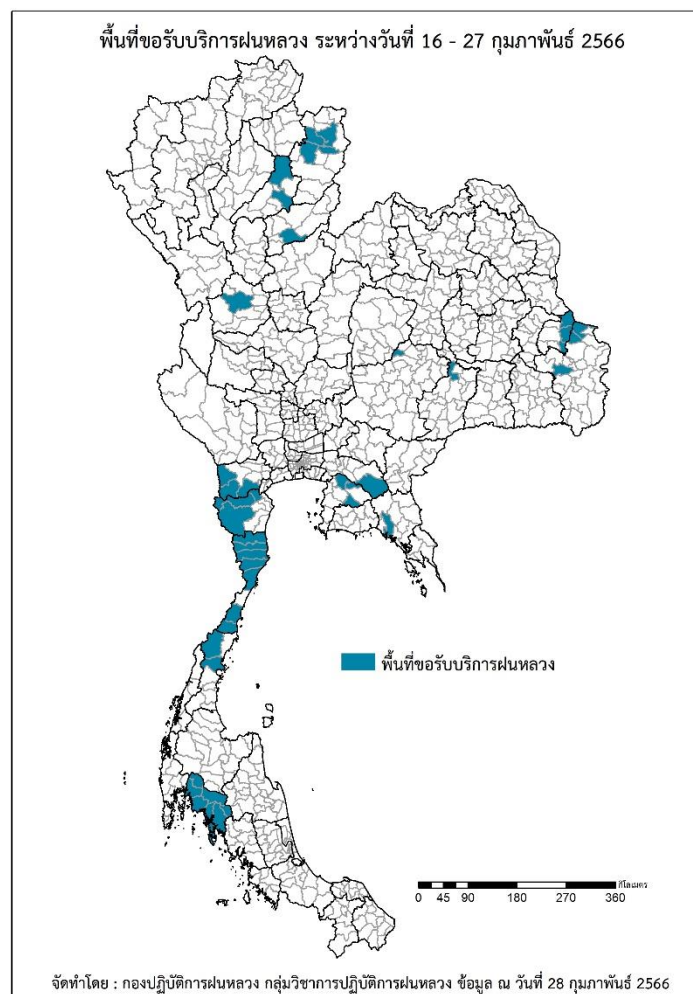 พื้นที่ขอรับบริการฝนหลวง ระหว่างวันที่ 16 - 27 กุมภาพันธ์ 2566
พื้นที่ขอรับบริการฝนหลวง
กิโลเมตร
0 45 90 180 270 360
จัดทำโดย : กองปฏิบัติการฝนหลวง กลุ่มวิชาการปฏิบัติการฝนหลวง ข้อมูล ณ วันที่ 28 กุมภาพันธ์ 2566